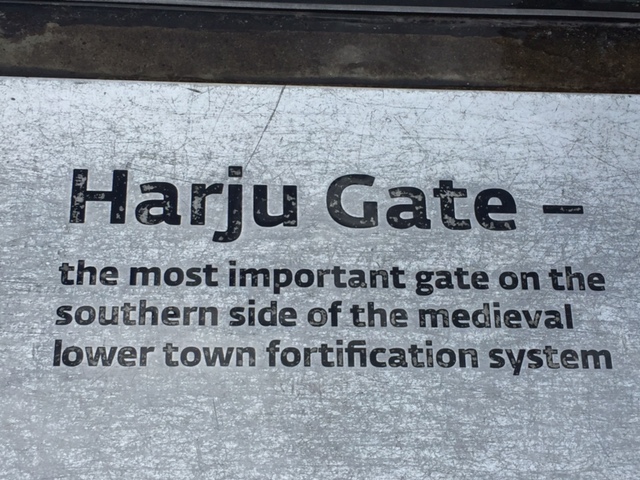 Harju Gate –
the most important gate on the
southern side of the medieval
lower town fortification system